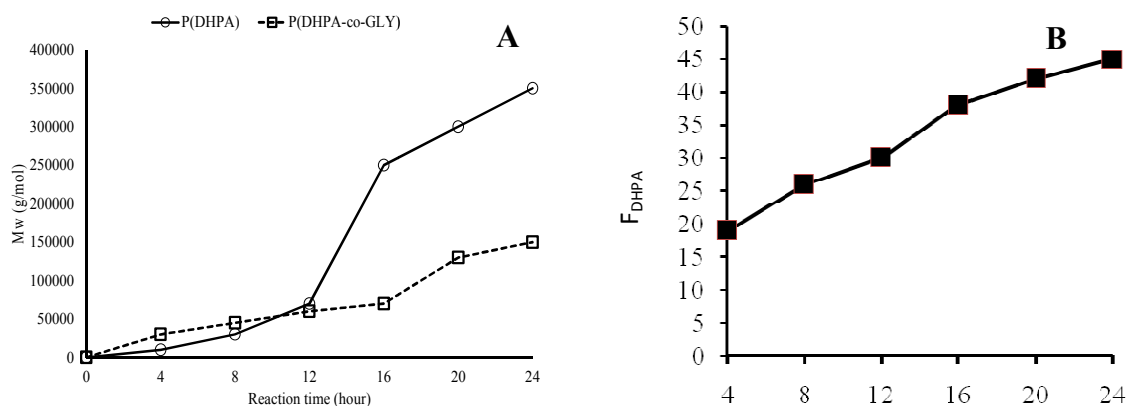 P(DHPA) P(DHPA-co-GLY)
A
400000
350000
300000
250000
200000
150000
100000
50000
0
Mw (g/mol)
0 4 8 12 16 20 24
Reaction time (hour)
B
50
45
40
35
30
25
20
15
10
5
0
FDHPA
4 8 12 16 20 24